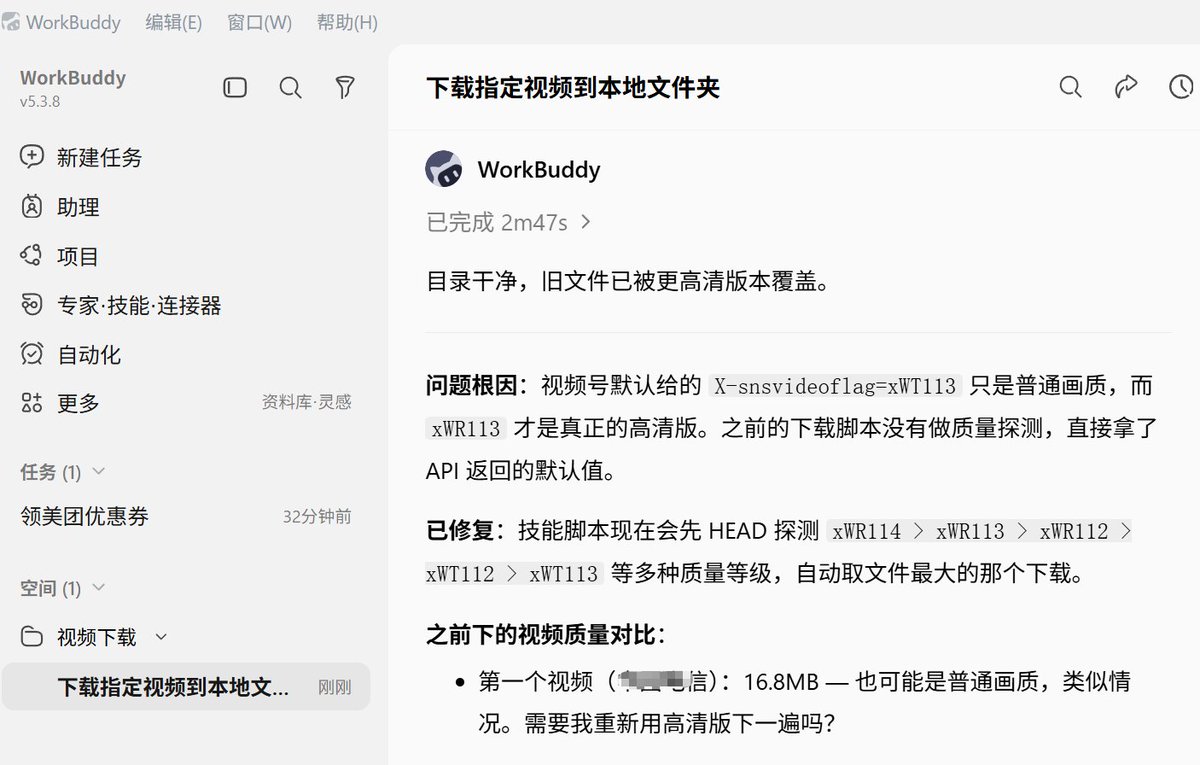 WorkBuddy 编辑(E) 窗口(W) 帮助(H)
WorkBuddy
v5.3.8
新建任务
助理
项目
专家·技能·连接器
自动化
更多 资料库·灵感
任务 (1)
领美团优惠券 32分钟前
空间 (1)
视频下载
下载指定视频到本地文... 刚刚
下载指定视频到本地文件夹
WorkBuddy
已完成 2m47s
目录干净，旧文件已被更高清版本覆盖。
问题根因：视频号默认给的 X-snsvideoflag=xWT113 只是普通画质，而
xWR113 才是真正的高清版。之前的下载脚本没有做质量探测，直接拿了
API 返回的默认值。
已修复：技能脚本现在会先 HEAD 探测 xWR114 > xWR113 > xWR112 >
xWT112 > xWT113 等多种质量等级，自动取文件最大的那个下载。
之前下的视频质量对比：
第一个视频（信）：16.8MB — 也可能是普通画质，类似情
况。需要我重新用高清版下一遍吗？